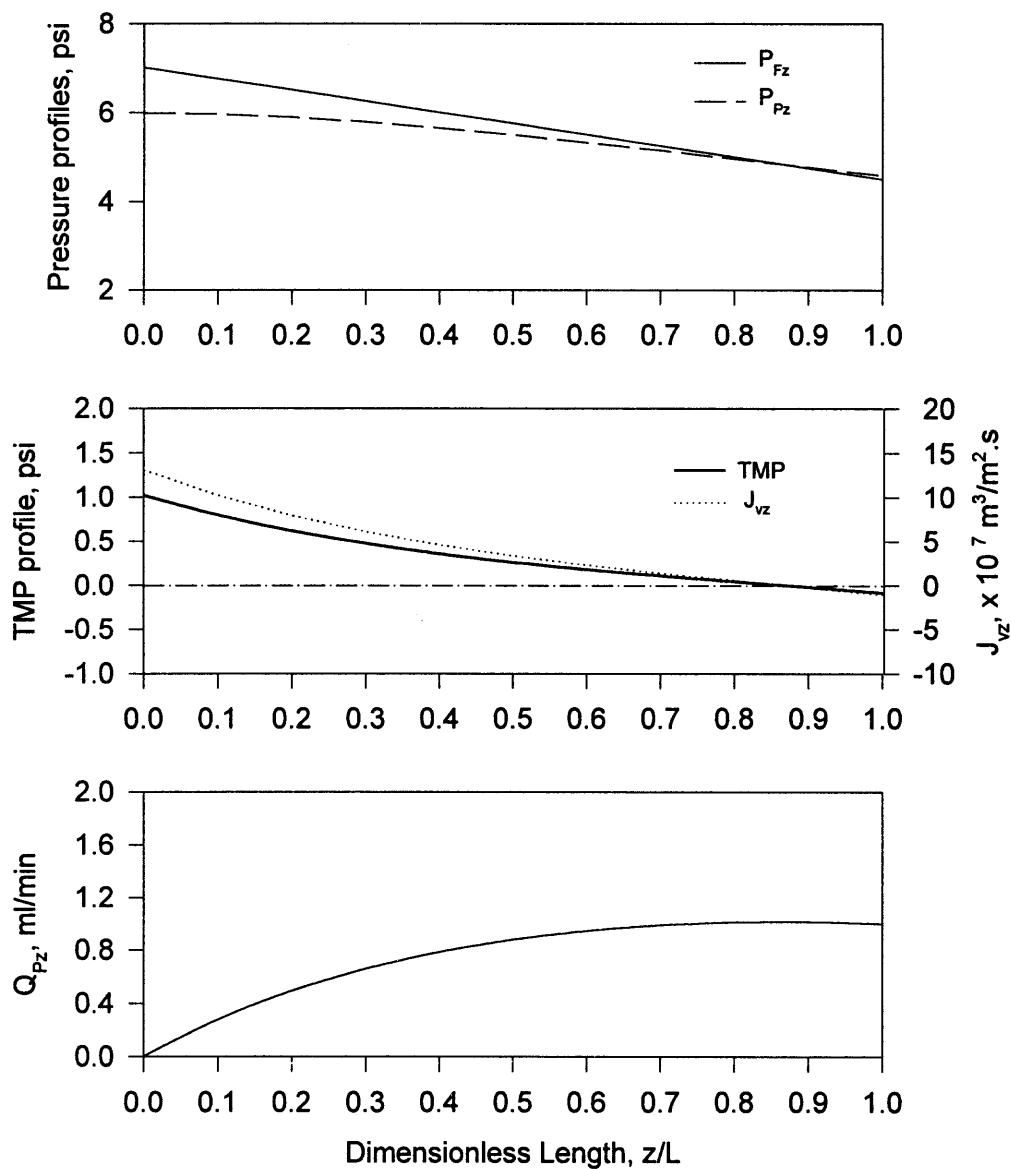 Pressure profiles, psi
8
6
4
2
P_Fz
P_Pz
0.0 0.1 0.2 0.3 0.4 0.5 0.6 0.7 0.8 0.9 1.0
TMP profile, psi
2.0
1.5
1.0
0.5
0.0
-0.5
-1.0
TMP
J_vz
20
15
10
5
0
-5
-10
J_vz, x 10^7 m^3/m^2.s
0.0 0.1 0.2 0.3 0.4 0.5 0.6 0.7 0.8 0.9 1.0
Q_Pz, ml/min
2.0
1.6
1.2
0.8
0.4
0.0
0.0 0.1 0.2 0.3 0.4 0.5 0.6 0.7 0.8 0.9 1.0
Dimensionless Length, z/L